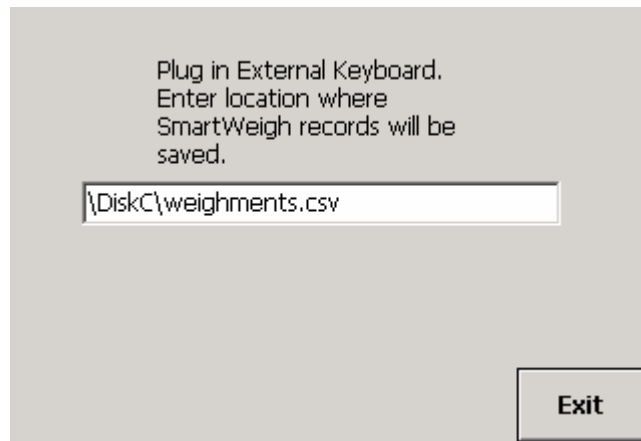 Plug in External Keyboard.
Enter location where
SmartWeigh records will be
saved.
\DiskC\weighments.csv
Exit